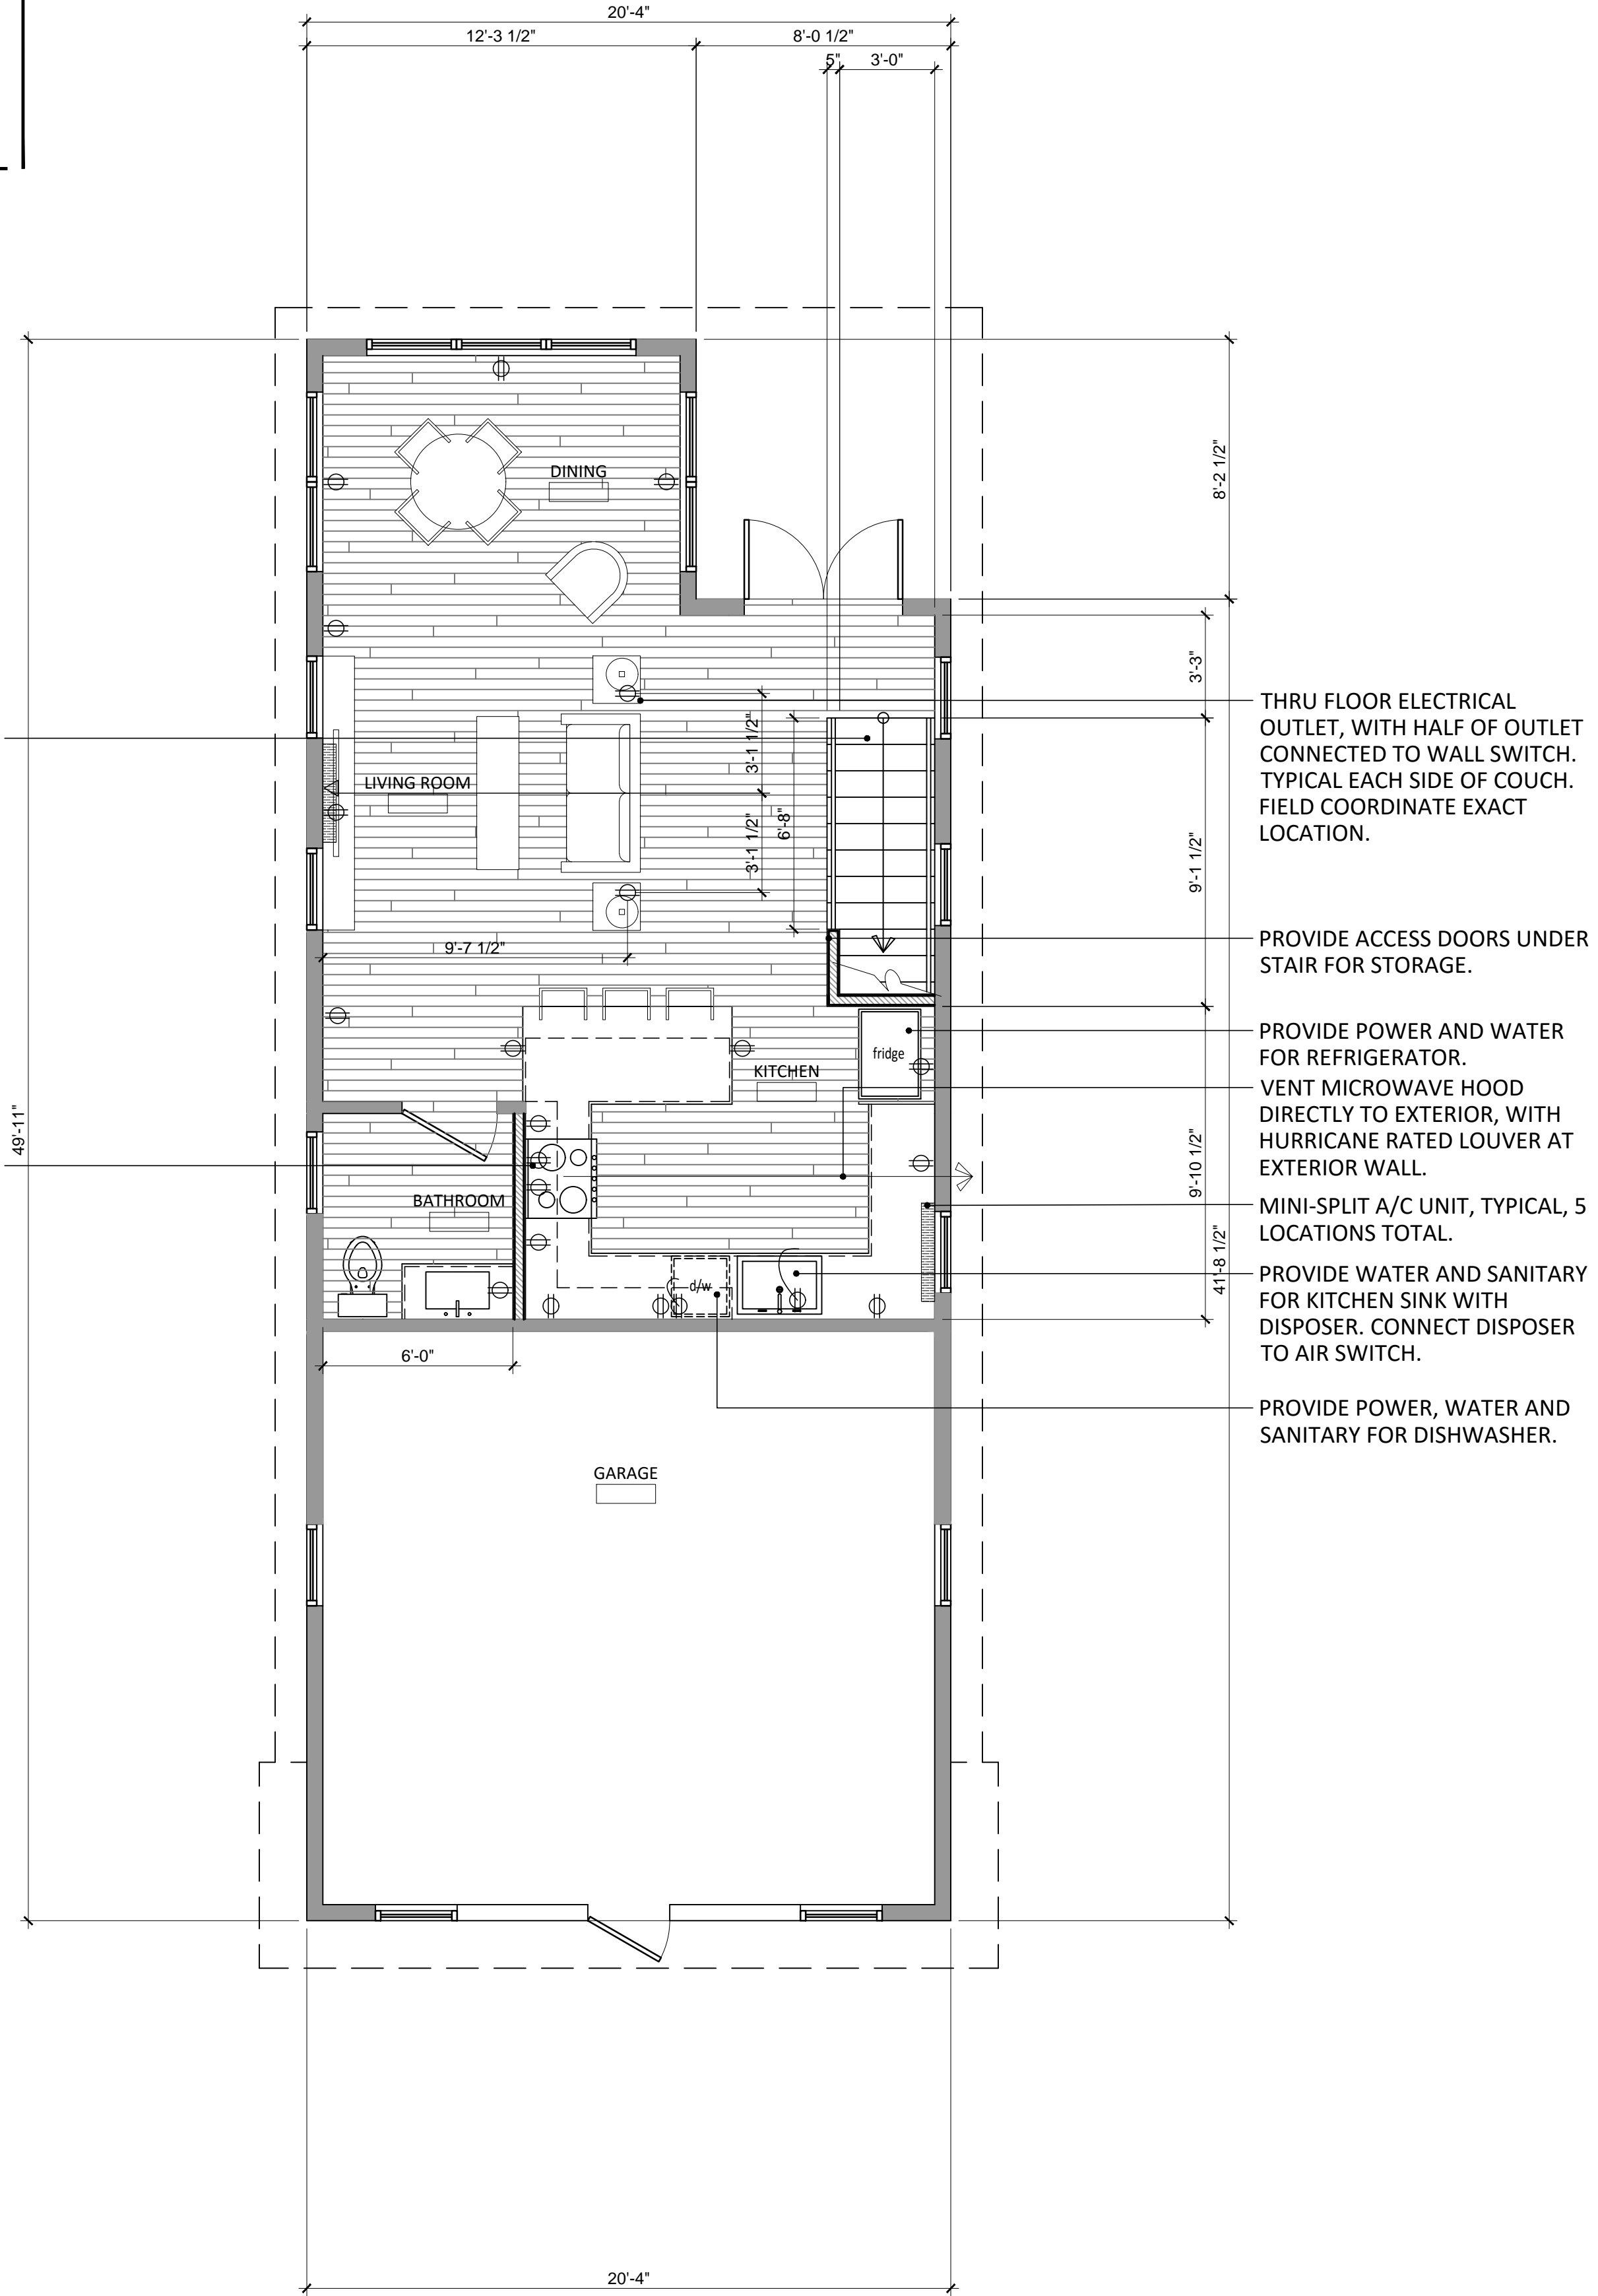 20'-4"
12'-3 1/2"
8'-0 1/2"
5"
3'-0"
DINING
8'-2 1/2"
3'-3"
THRU FLOOR ELECTRICAL
OUTLET, WITH HALF OF OUTLET
CONNECTED TO WALL SWITCH.
TYPICAL EACH SIDE OF COUCH.
FIELD COORDINATE EXACT
LOCATION.
3'-1 1/2"
LIVING ROOM
6'-8"
3'-1 1/2"
9'-1 1/2"
9'-7 1/2"
PROVIDE ACCESS DOORS UNDER
STAIR FOR STORAGE.
PROVIDE POWER AND WATER
FOR REFRIGERATOR.
fridge
KITCHEN
VENT MICROWAVE HOOD
DIRECTLY TO EXTERIOR, WITH
HURRICANE RATED LOUVER AT
EXTERIOR WALL.
49'-11"
9'-10 1/2"
BATHROOM
MINI-SPLIT A/C UNIT, TYPICAL, 5
LOCATIONS TOTAL.
41'-8 1/2"
d/w
PROVIDE WATER AND SANITARY
FOR KITCHEN SINK WITH
DISPOSER. CONNECT DISPOSER
TO AIR SWITCH.
6'-0"
PROVIDE POWER, WATER AND
SANITARY FOR DISHWASHER.
GARAGE
20'-4"